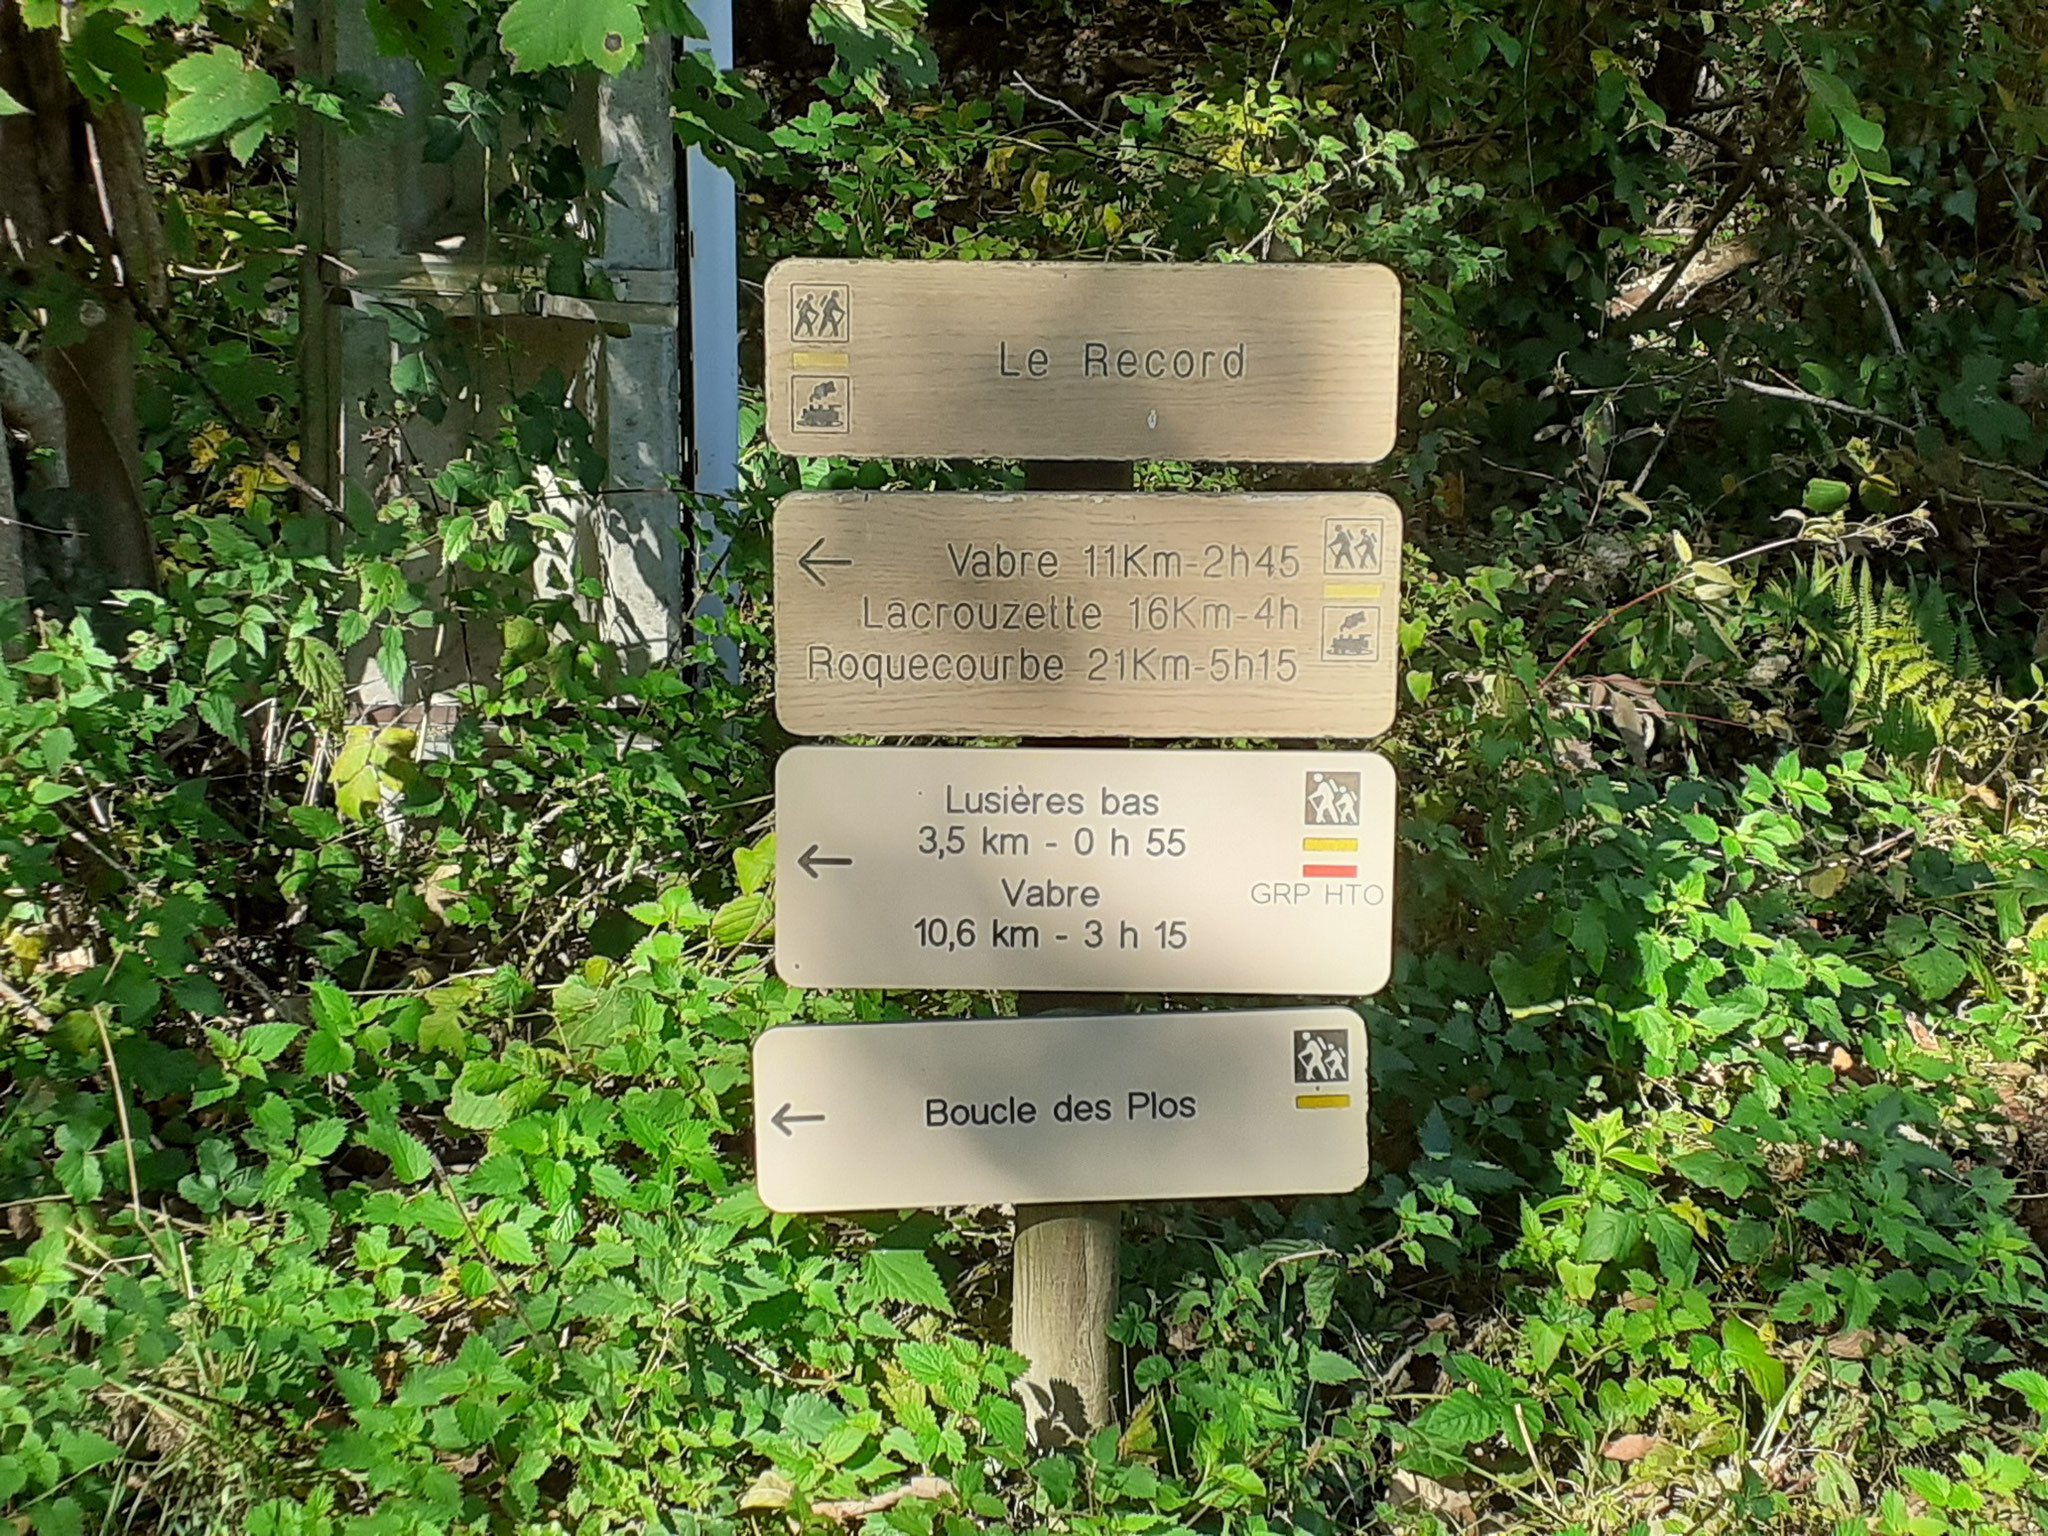 Le Record
Vabre 11Km-2h45
Lacrouzette 16Km-4h
Roquecourbe 21Km-5h15
Lusières bas
3,5 km - 0 h 55
Vabre
10,6 km - 3 h 15
GRP HTO
Boucle des Plos